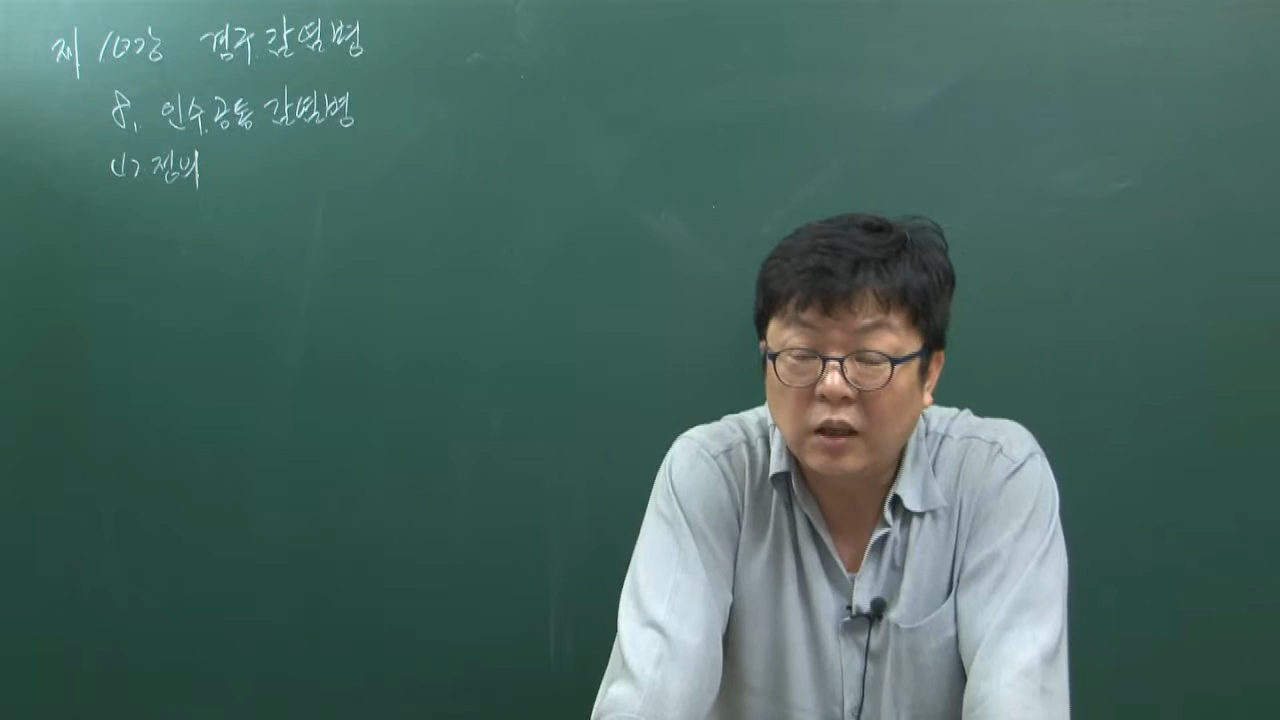 제 10강 경구 감염병
8. 인수공통 감염병
(1) 정의